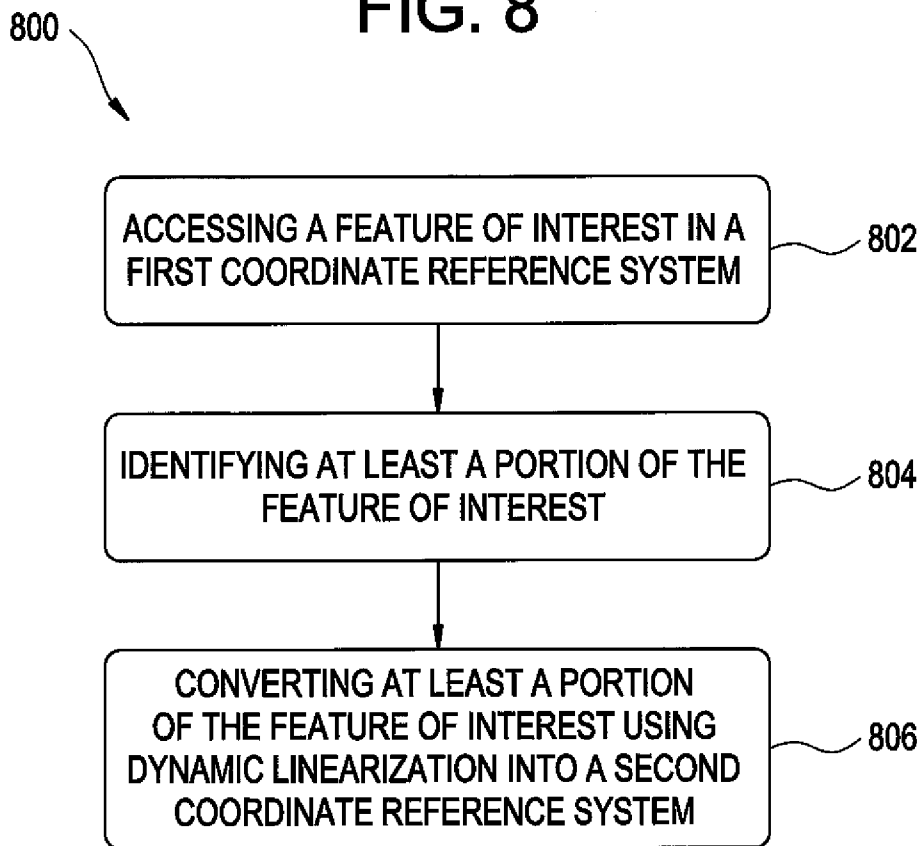 FIG. 8
800
ACCESSING A FEATURE OF INTEREST IN A
FIRST COORDINATE REFERENCE SYSTEM
802
IDENTIFYING AT LEAST A PORTION OF THE
FEATURE OF INTEREST
804
CONVERTING AT LEAST A PORTION
OF THE FEATURE OF INTEREST USING
DYNAMIC LINEARIZATION INTO A SECOND
COORDINATE REFERENCE SYSTEM
806